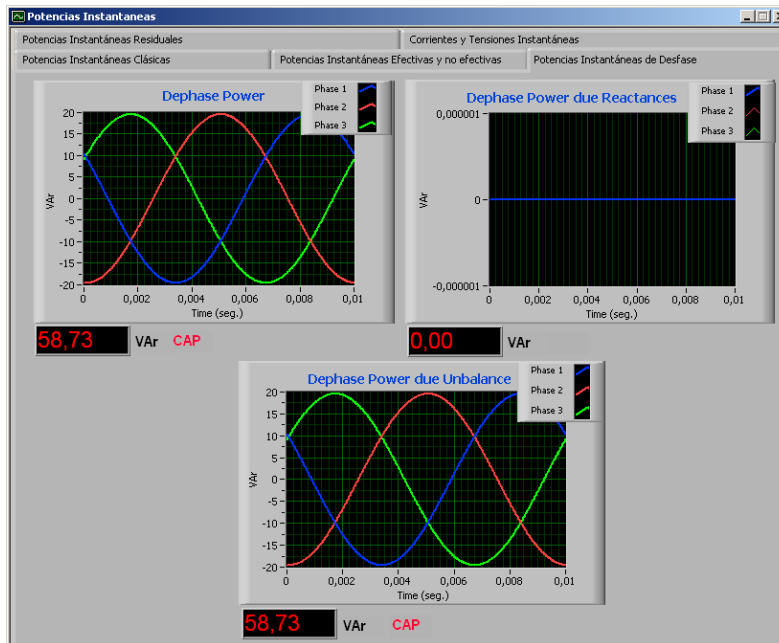 Potencias Instantaneas
Potencias Instantáneas Residuales
Corrientes y Tensiones Instantáneas
Potencias Instantáneas Clásicas
Potencias Instantáneas Efectivas y no efectivas
Potencias Instantáneas de Desfase
Dephase Power
Phase 1
Phase 2
Phase 3
VAr
20
15
10
5
0
-5
-10
-15
-20
0 0,002 0,004 0,006 0,008 0,01
Time (seg.)
58,73 VAr CAP
Dephase Power due Reactances
Phase 1
Phase 2
Phase 3
VAr
0,000001
0
-0,000001
0 0,002 0,004 0,006 0,008 0,01
Time (seg.)
0,00 VAr
Dephase Power due Unbalance
Phase 1
Phase 2
Phase 3
VAr
20
15
10
5
0
-5
-10
-15
-20
0 0,002 0,004 0,006 0,008 0,01
Time (seg.)
58,73 VAr CAP